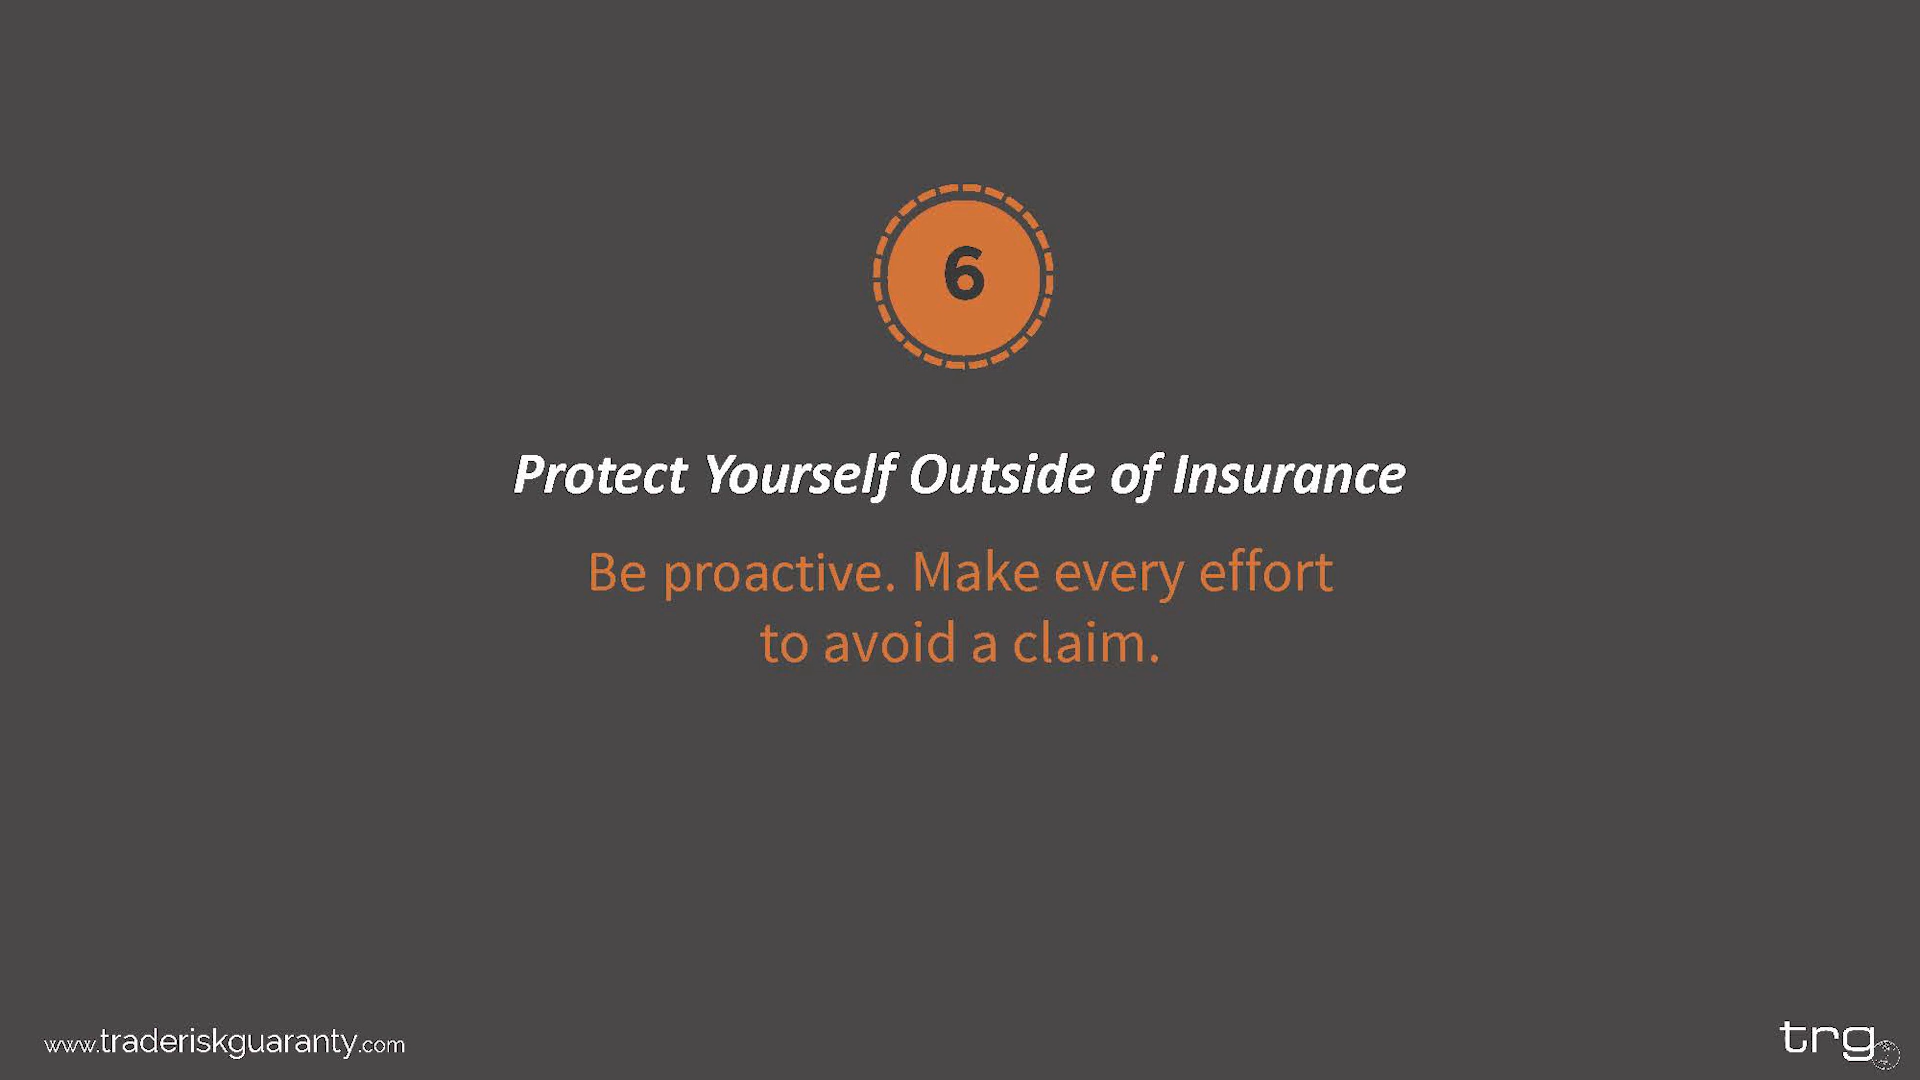 6
Protect Yourself Outside of Insurance
Be proactive. Make every effort
to avoid a claim.
www.traderiskguaranty.com
trg